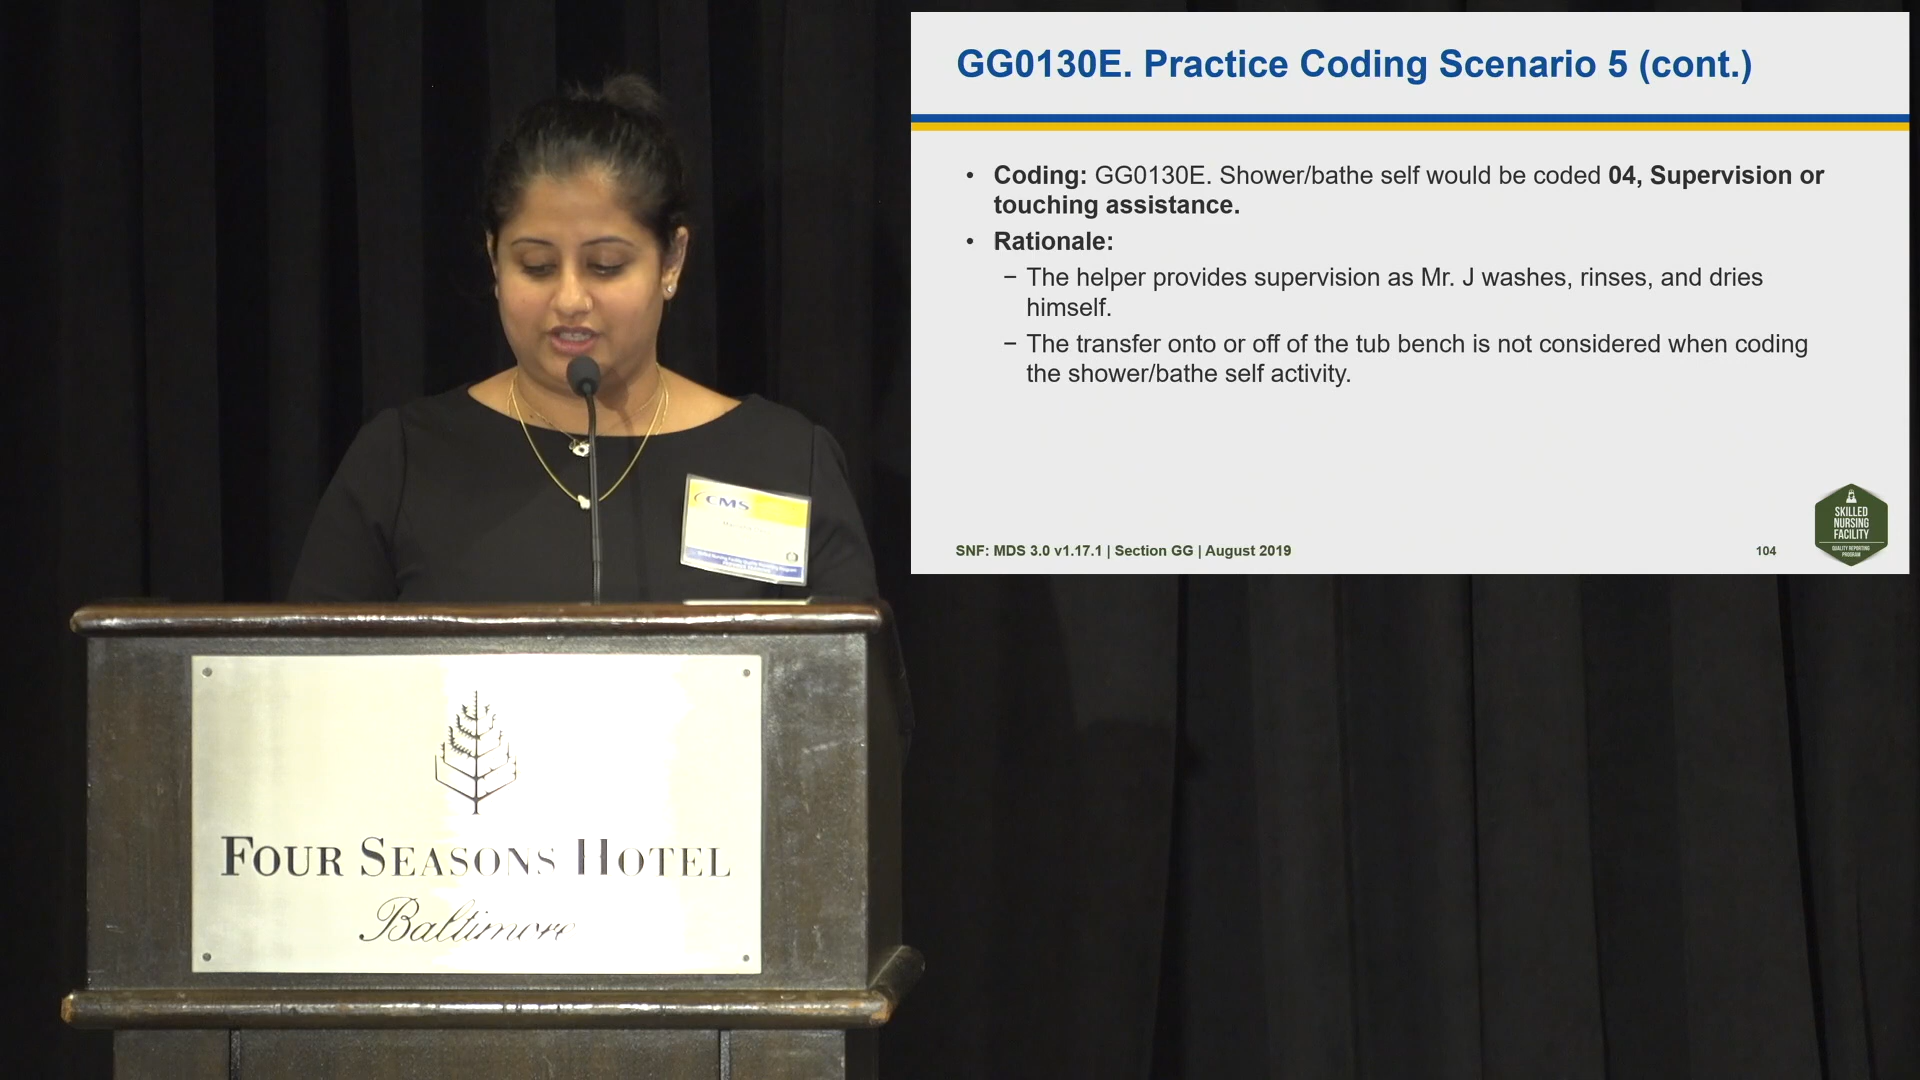 GG0130E. Practice Coding Scenario 5 (cont.)
• Coding: GG0130E. Shower/bathe self would be coded 04, Supervision or
touching assistance.
• Rationale:
− The helper provides supervision as Mr. J washes, rinses, and dries
himself.
− The transfer onto or off of the tub bench is not considered when coding
the shower/bathe self activity.
SNF: MDS 3.0 v1.17.1 | Section GG | August 2019
104
SKILLED
NURSING
FACILITY
QUALITY REPORTING
PROGRAM
CMS
FOUR SEASONS HOTEL
Baltimore